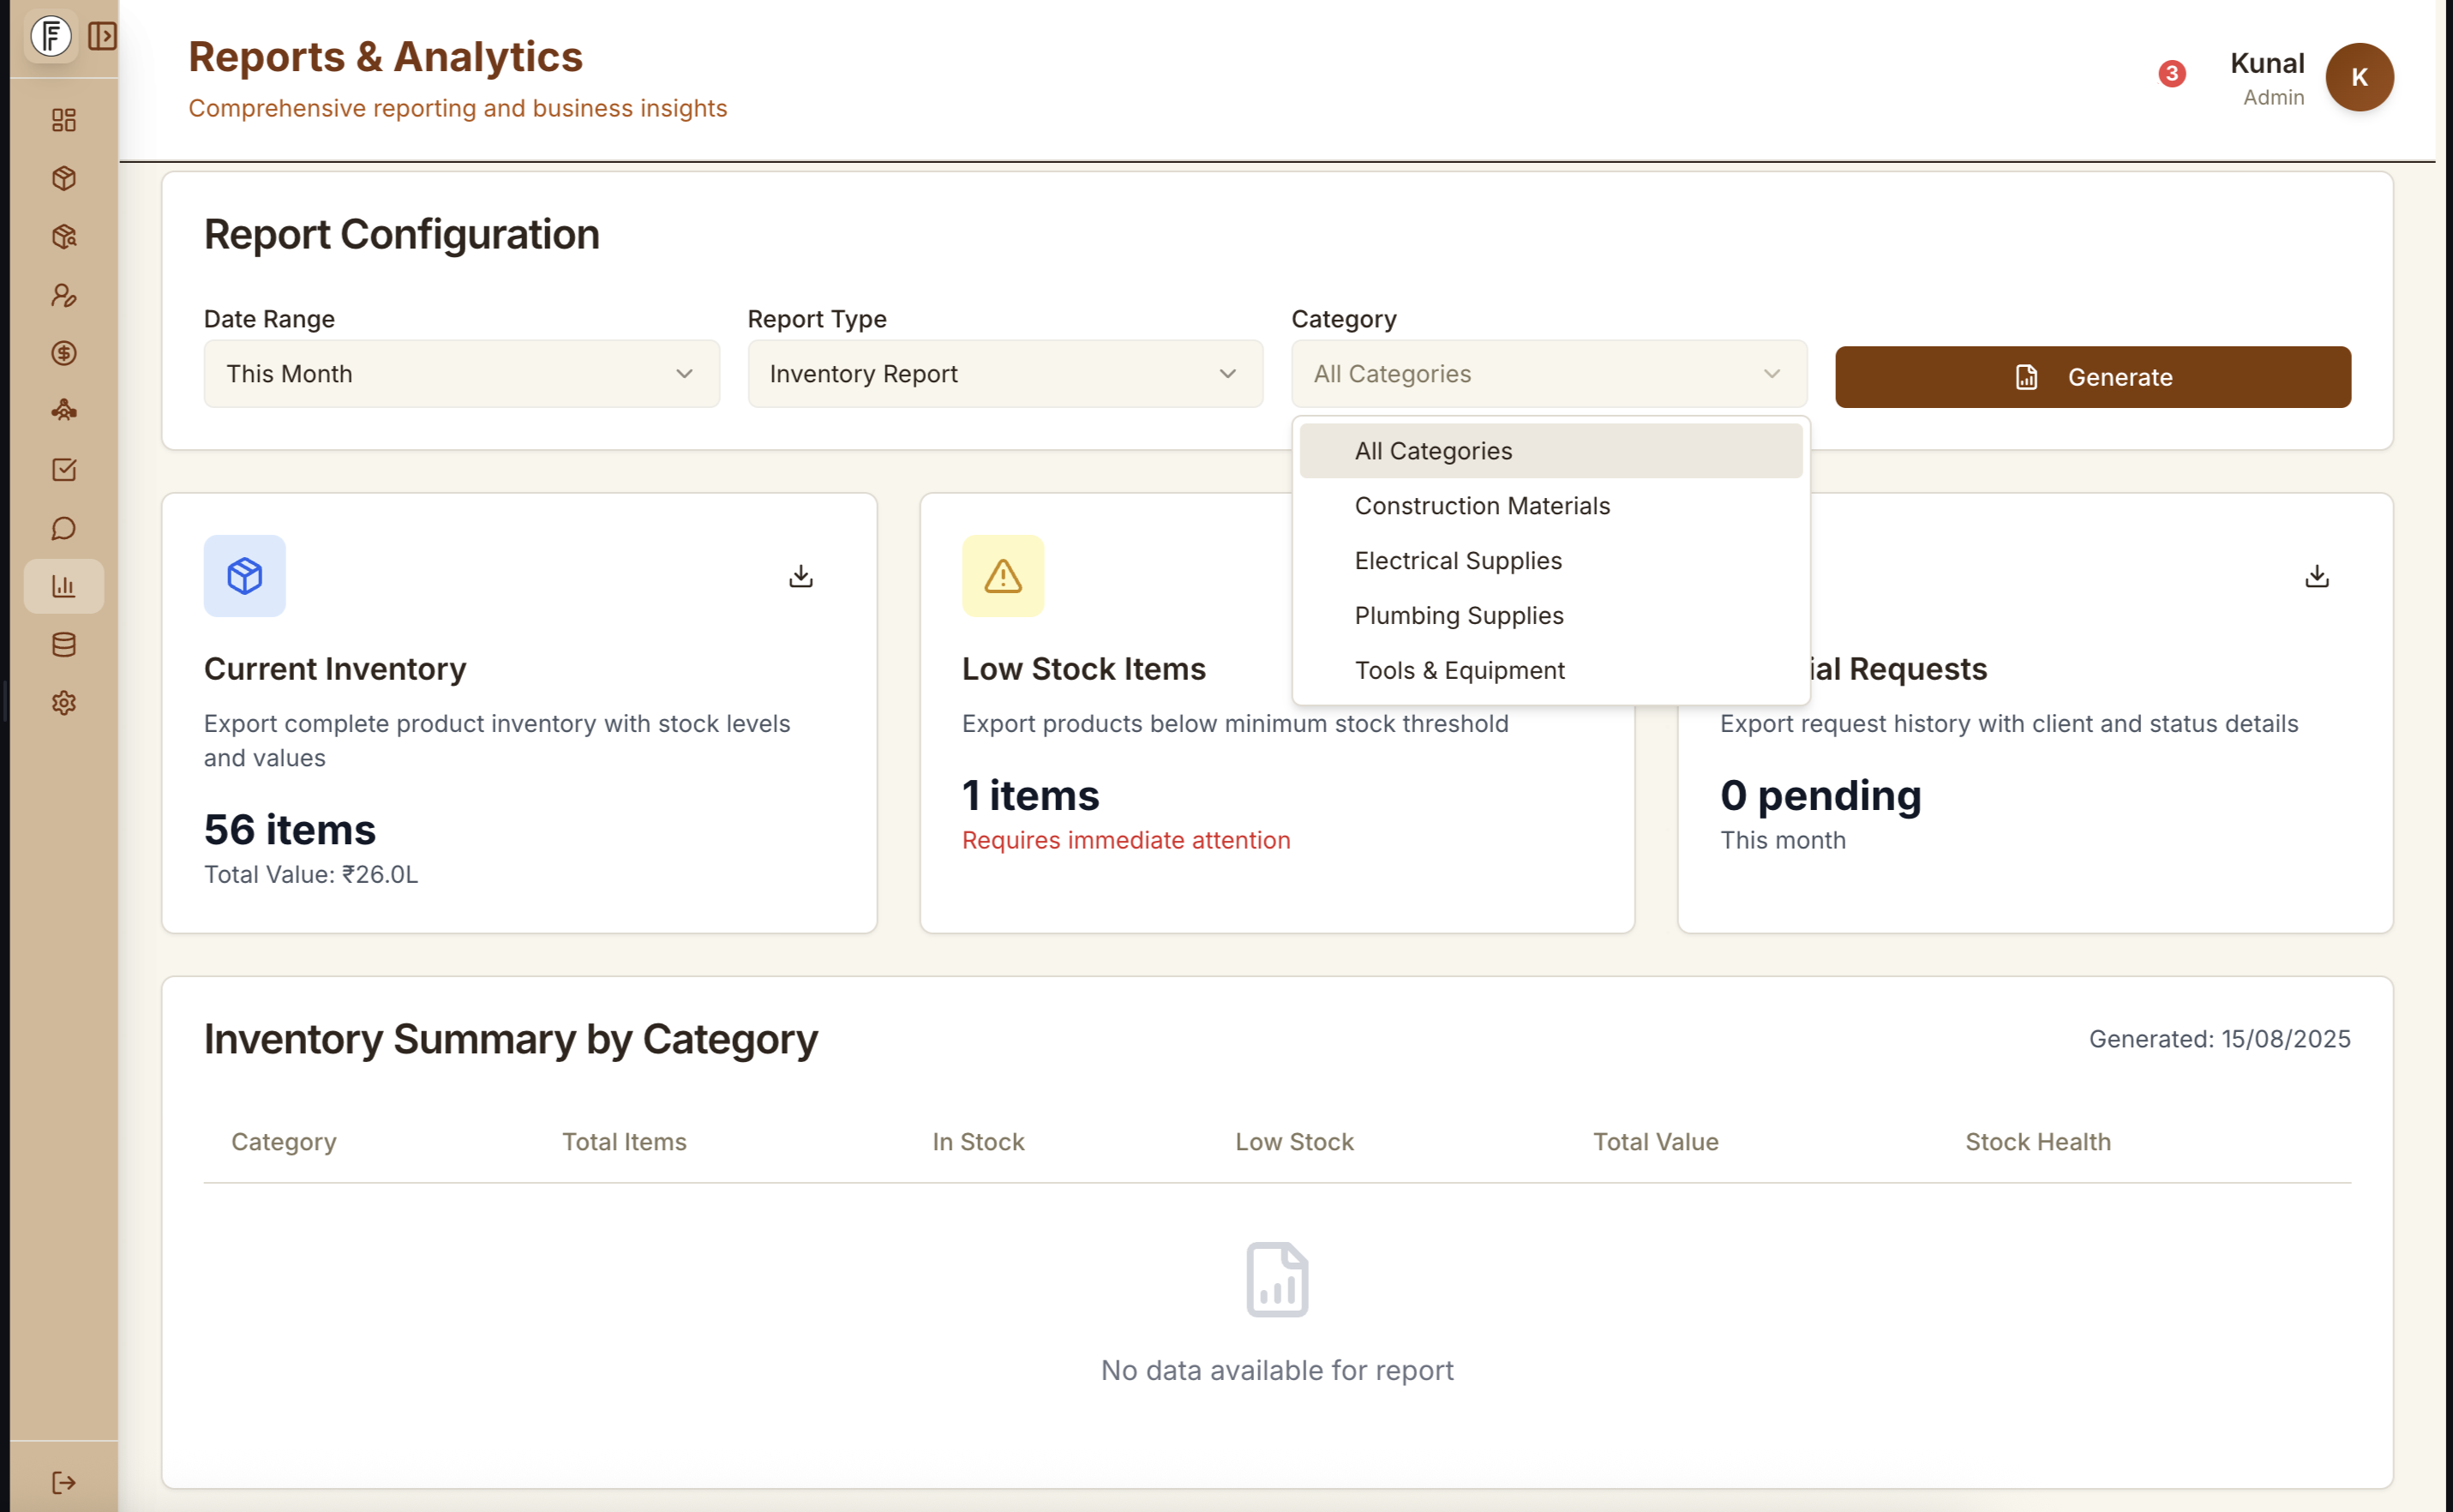 Reports & Analytics
Comprehensive reporting and business insights
3
Kunal
Admin
K
Report Configuration
Date Range
Report Type
Category
This Month
Inventory Report
All Categories
Generate
All Categories
Construction Materials
Electrical Supplies
Plumbing Supplies
Tools & Equipment
Current Inventory
Export complete product inventory with stock levels
and values
56 items
Total Value: ₹26.0L
Low Stock Items
Export products below minimum stock threshold
1 items
Requires immediate attention
Requests
Export request history with client and status details
0 pending
This month
Inventory Summary by Category
Generated: 15/08/2025
Category
Total Items
In Stock
Low Stock
Total Value
Stock Health
No data available for report